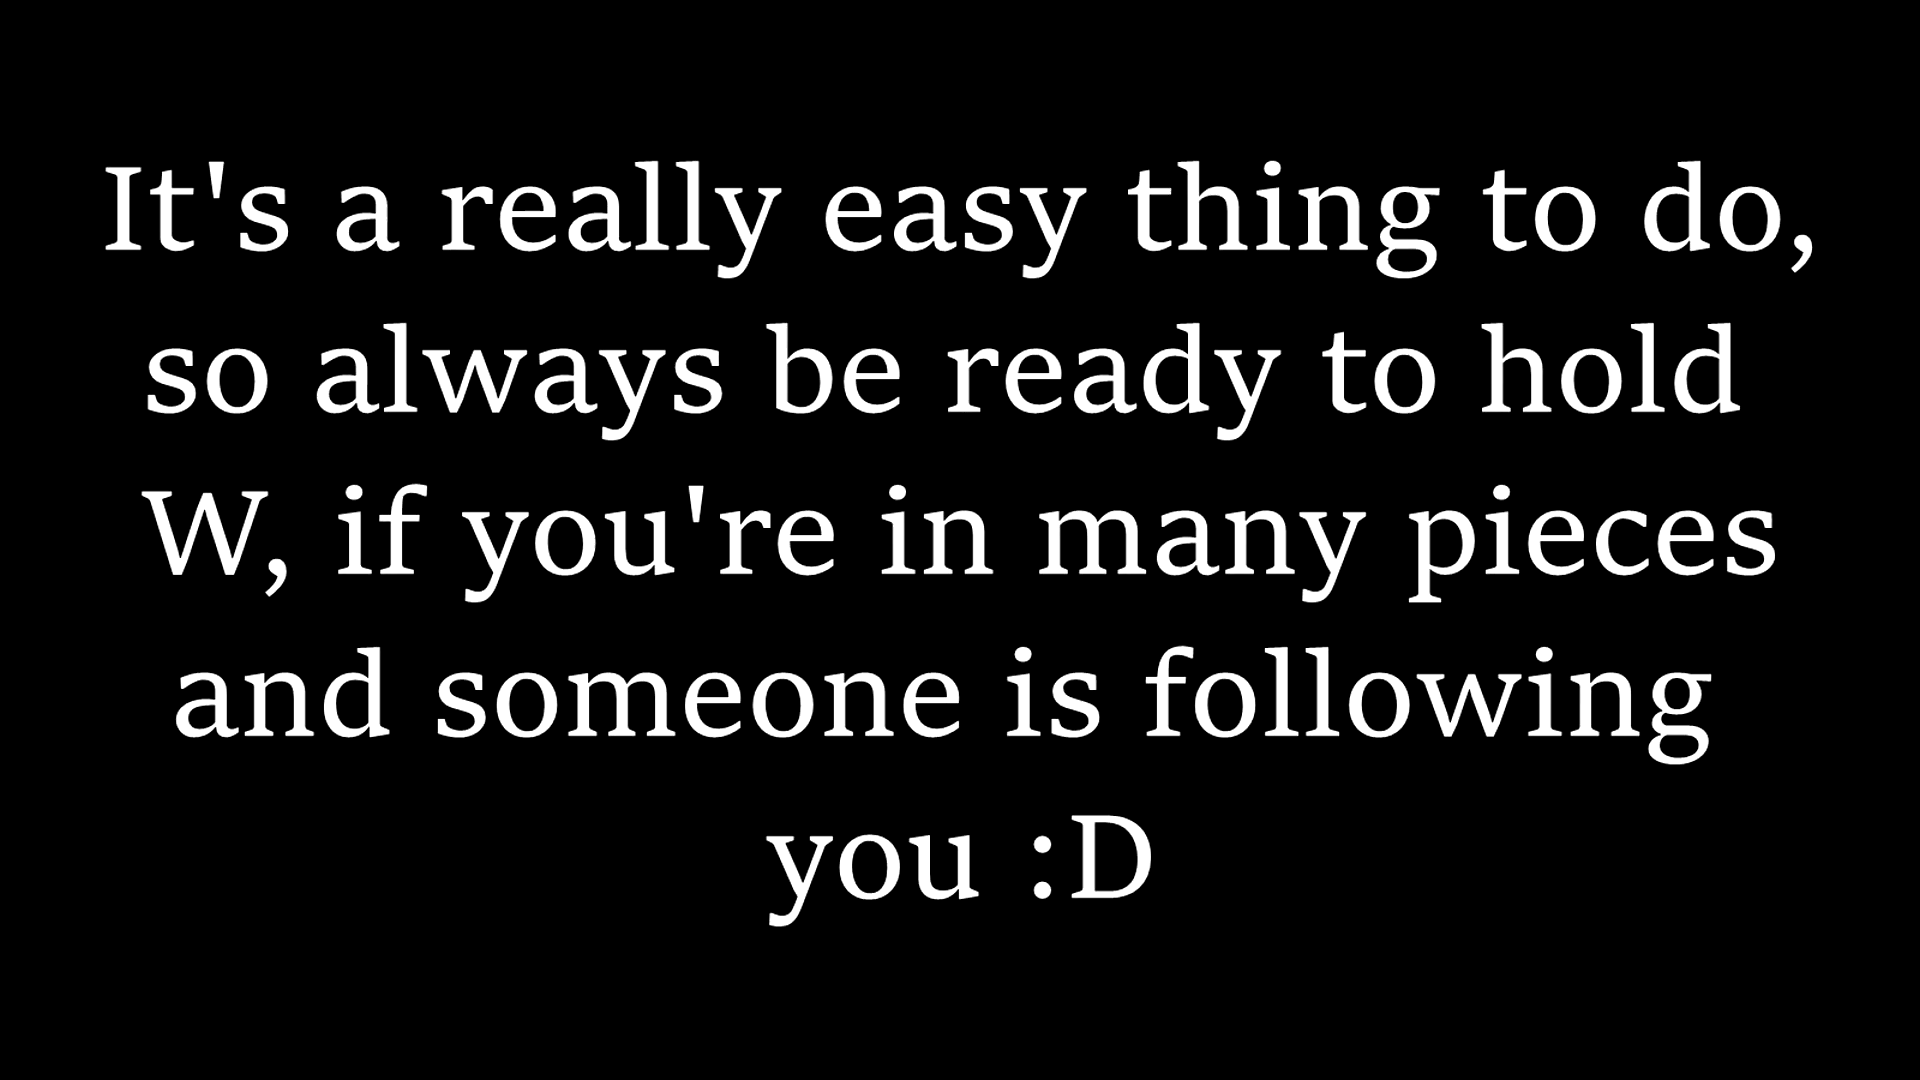 It's a really easy thing to do,
so always be ready to hold
W, if you're in many pieces
and someone is following
you :D